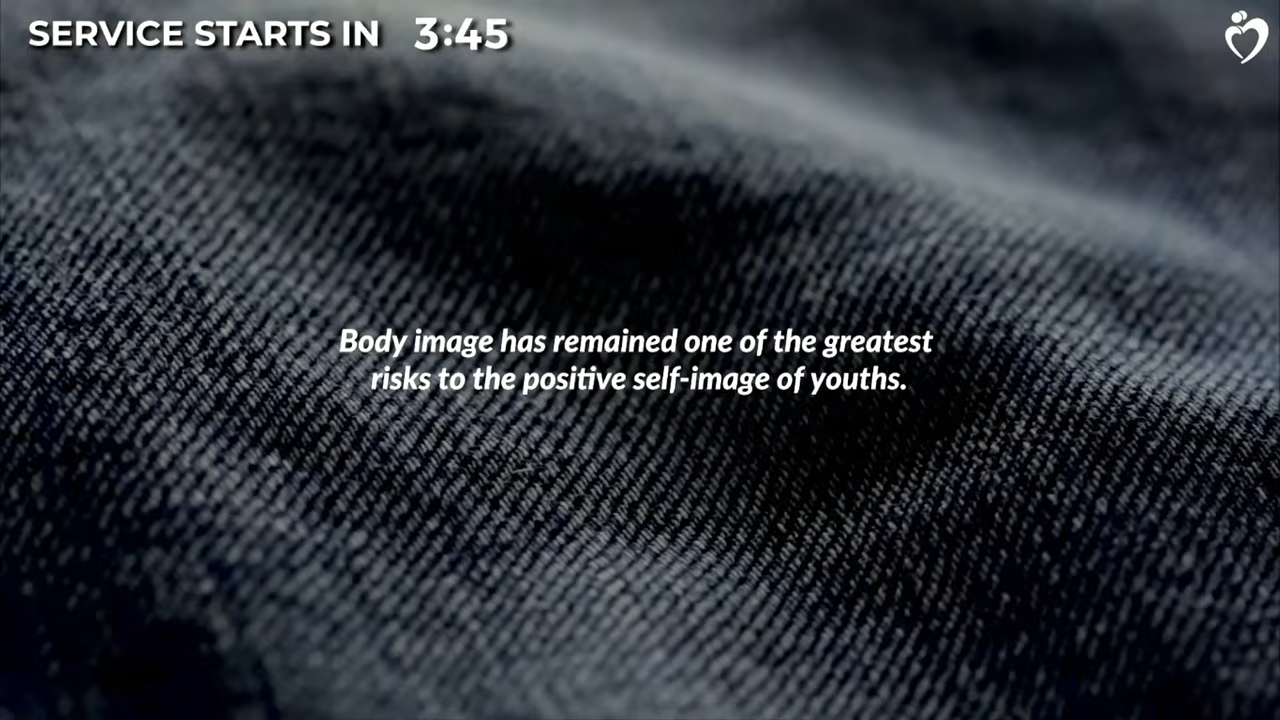 SERVICE STARTS IN 3:45
Body image has remained one of the greatest
risks to the positive self-image of youths.